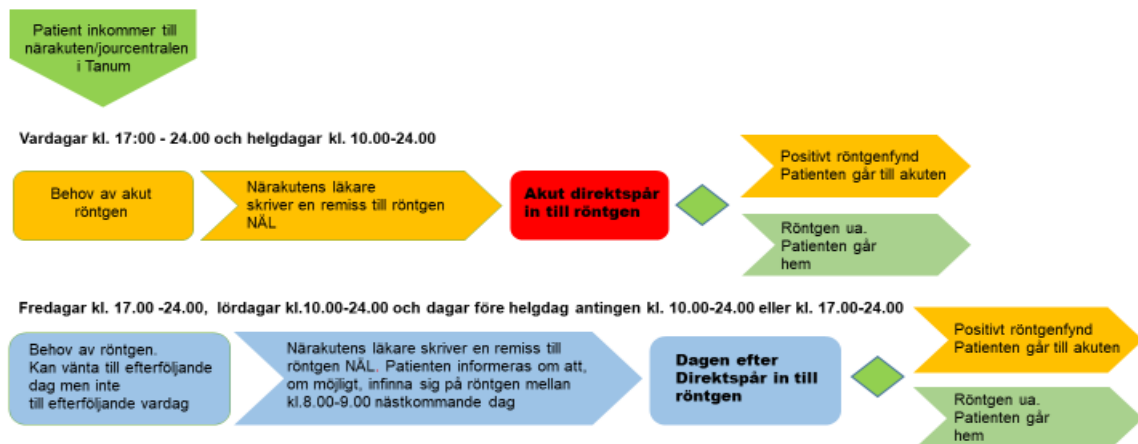 Patient inkommer till
närakuten/jourcentralen
i Tanum
Vardagar kl. 17:00 - 24.00 och helgdagar kl. 10.00-24.00
Behov av akut
röntgen
Närakutens läkare
skriver en remiss till röntgen
NÄL
Akut direktspår
in till röntgen
Positivt röntgenfynd
Patienten går till akuten
Röntgen ua.
Patienten går
hem
Fredagar kl. 17.00 -24.00, lördagar kl.10.00-24.00 och dagar före helgdag antingen kl. 10.00-24.00 eller kl. 17.00-24.00
Behov av röntgen.
Kan vänta till efterföljande
dag men inte
till efterföljande vardag
Närakutens läkare skriver en remiss till
röntgen NÄL. Patienten informeras om att,
om möjligt, infinna sig på röntgen mellan
kl.8.00-9.00 nästkommande dag
Dagen efter
Direktspår in till
röntgen
Positivt röntgenfynd
Patienten går till akuten
Röntgen ua.
Patienten går
hem